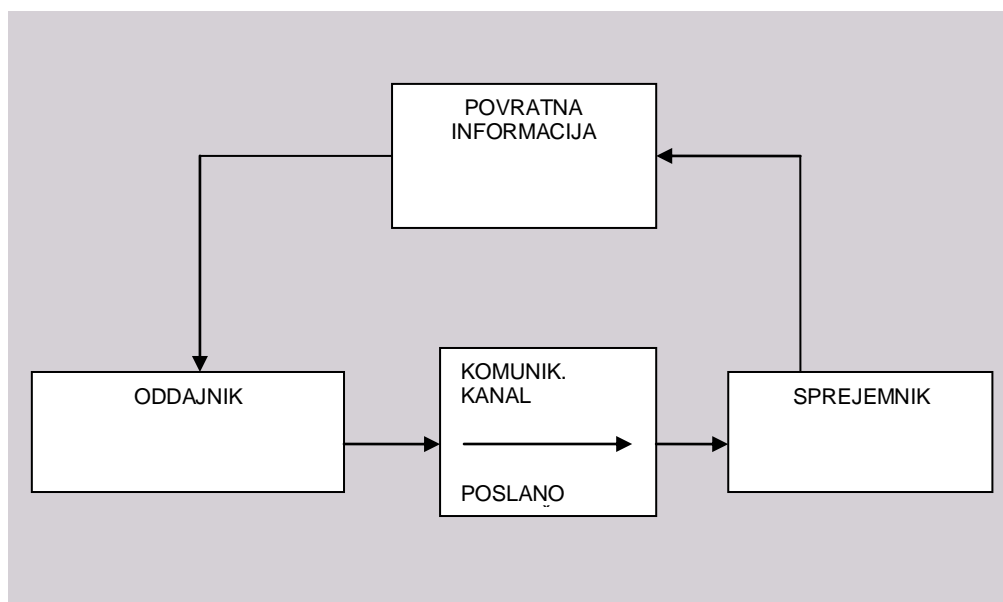 POVRATNA
INFORMACIJA
ODDAJNIK
KOMUNIK.
KANAL
POSLANO
SPREJEMNIK